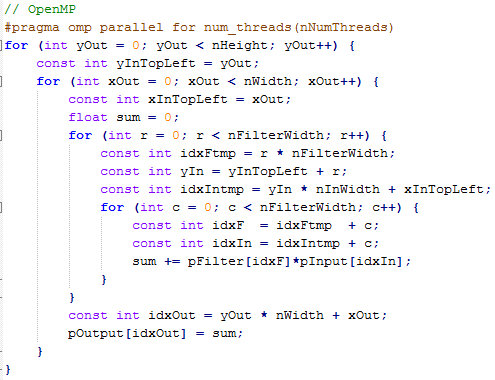 // OpenMP
#pragma omp parallel for num_threads(nNumThreads)
for (int yOut = 0; yOut < nHeight; yOut++) {
    const int yInTopLeft = yOut;
    for (int xOut = 0; xOut < nWidth; xOut++) {
        const int xInTopLeft = xOut;
        float sum = 0;
        for (int r = 0; r < nFilterWidth; r++) {
            const int idxFtmp = r * nFilterWidth;
            const int yIn = yInTopLeft + r;
            const int idxIntmp = yIn * nInWidth + xInTopLeft;
            for (int c = 0; c < nFilterWidth; c++) {
                const int idxF  = idxFtmp  + c;
                const int idxIn = idxIntmp + c;
                sum += pFilter[idxF]*pInput[idxIn];
            }
        }
        const int idxOut = yOut * nWidth + xOut;
        pOutput[idxOut] = sum;
    }
}